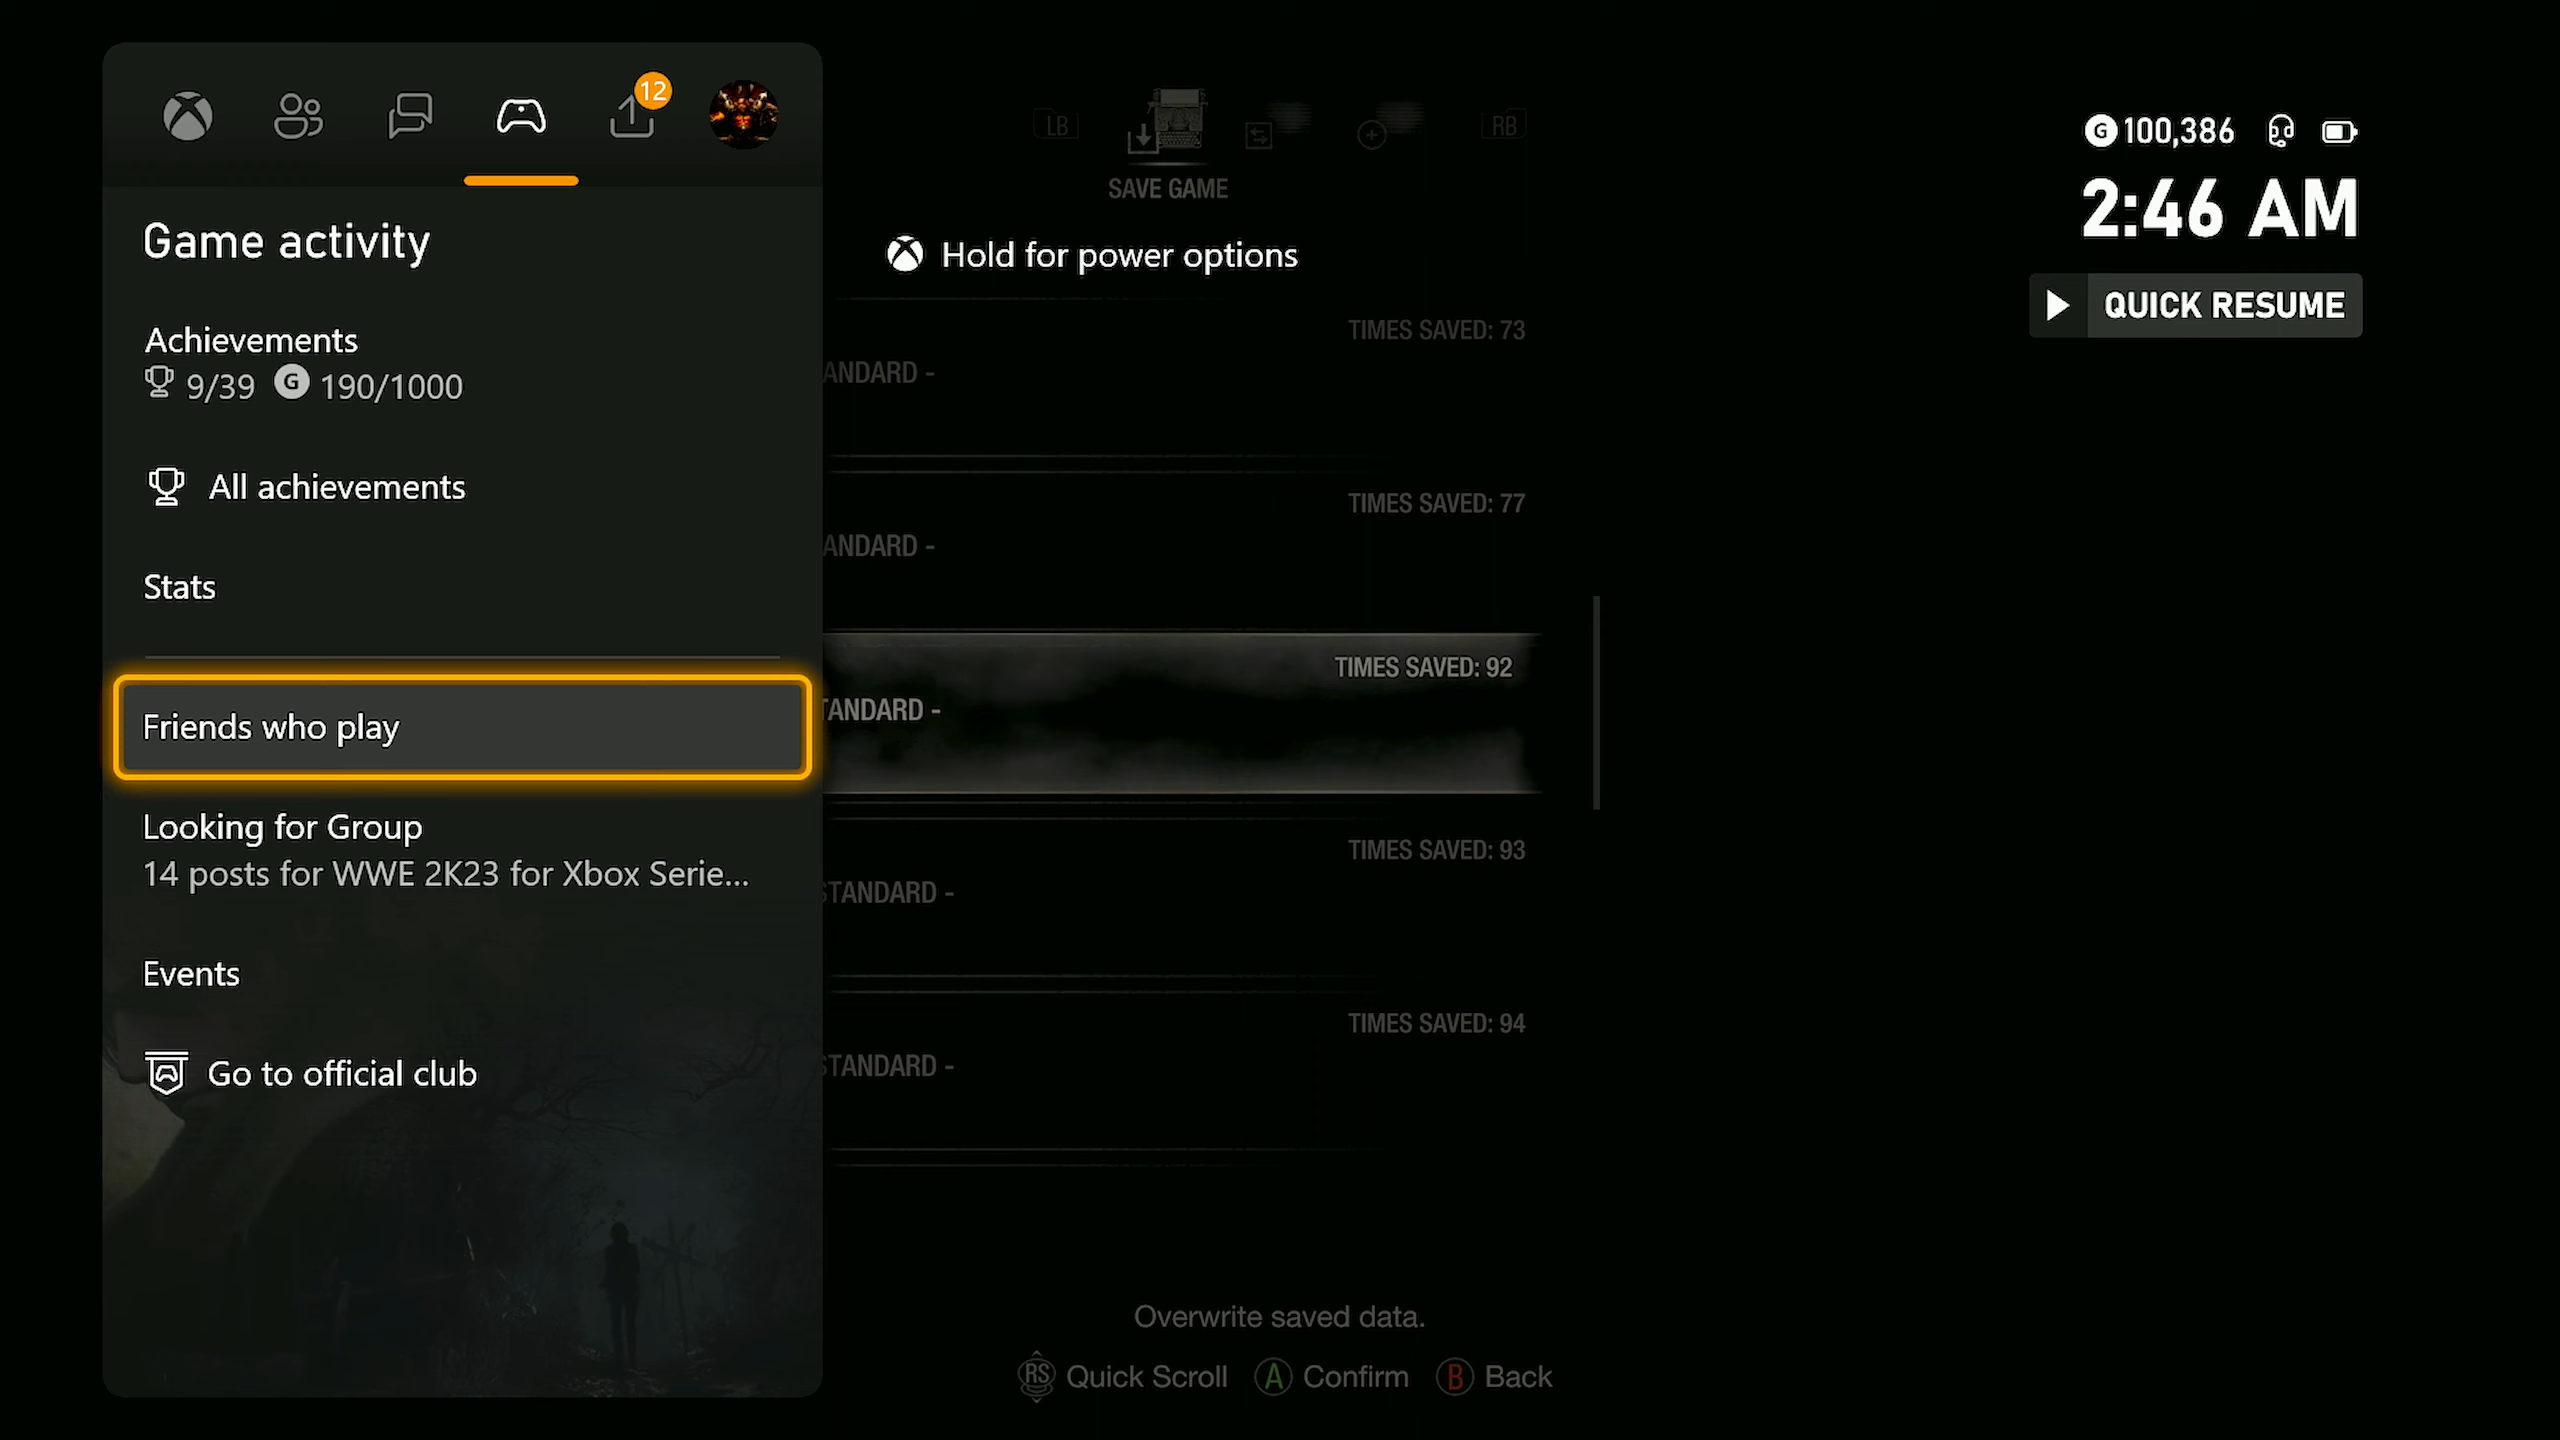 12
Game activity
Achievements
9/39 G 190/1000
All achievements
Stats
Friends who play
Looking for Group
14 posts for WWE 2K23 for Xbox Serie...
Events
Go to official club
LB
RB
SAVE GAME
Hold for power options
TIMES SAVED: 73
ANDARD -
TIMES SAVED: 77
ANDARD -
TIMES SAVED: 92
TANDARD -
TIMES SAVED: 93
STANDARD -
TIMES SAVED: 94
STANDARD -
Overwrite saved data.
RS Quick Scroll A Confirm B Back
G 100,386
2:46 AM
QUICK RESUME